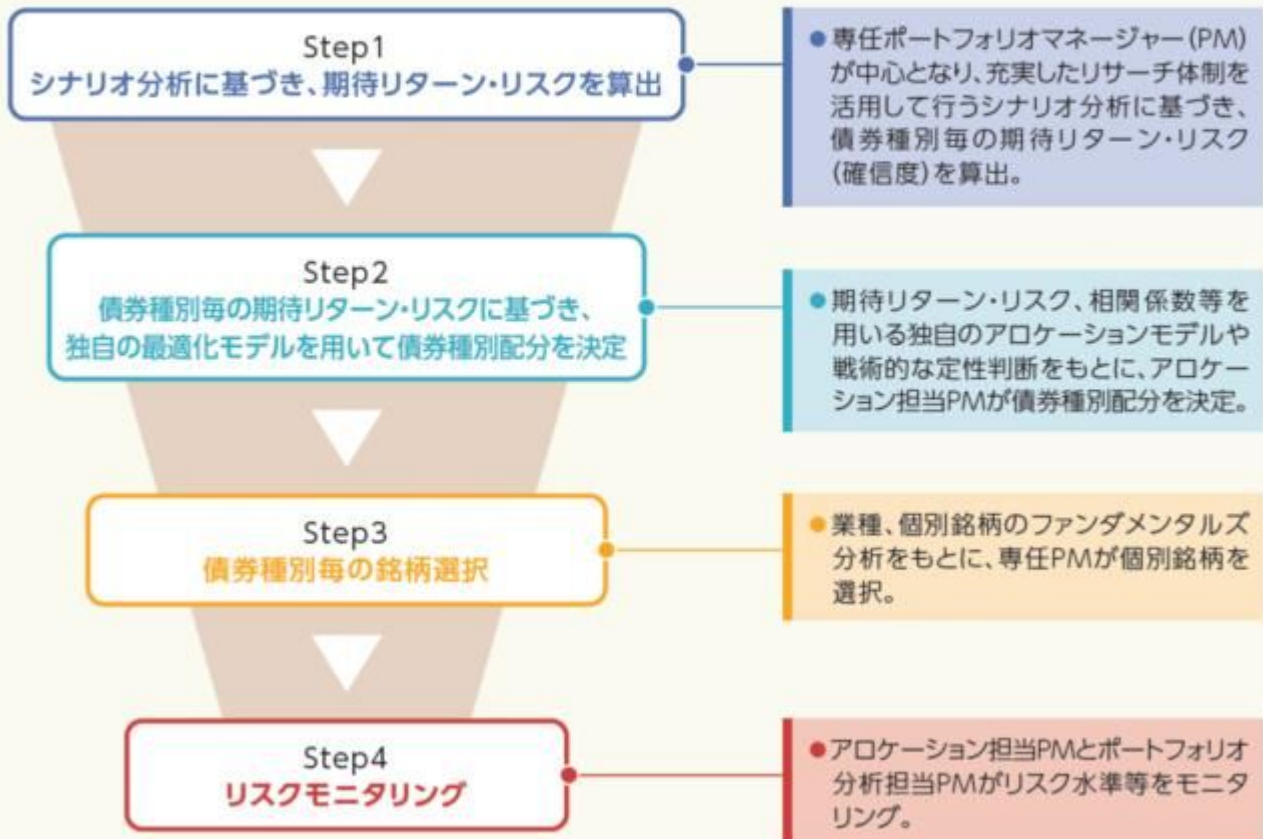 Step1
シナリオ分析に基づき、期待リターン・リスクを算出
●専任ポートフォリオマネージャー(PM)
が中心となり、充実したリサーチ体制を
活用して行うシナリオ分析に基づき、
債券種別毎の期待リターン・リスク
(確信度)を算出。
Step2
債券種別毎の期待リターン・リスクに基づき、
独自の最適化モデルを用いて債券種別配分を決定
●期待リターン・リスク、相関係数等を
用いる独自のアロケーションモデルや
戦術的な定性判断をもとに、アロケー
ション担当PMが債券種別配分を決定。
Step3
債券種別毎の銘柄選択
●業種、個別銘柄のファンダメンタルズ
分析をもとに、専任PMが個別銘柄を
選択。
Step4
リスクモニタリング
●アロケーション担当PMとポートフォリオ
分析担当PMがリスク水準等をモニタ
リング。